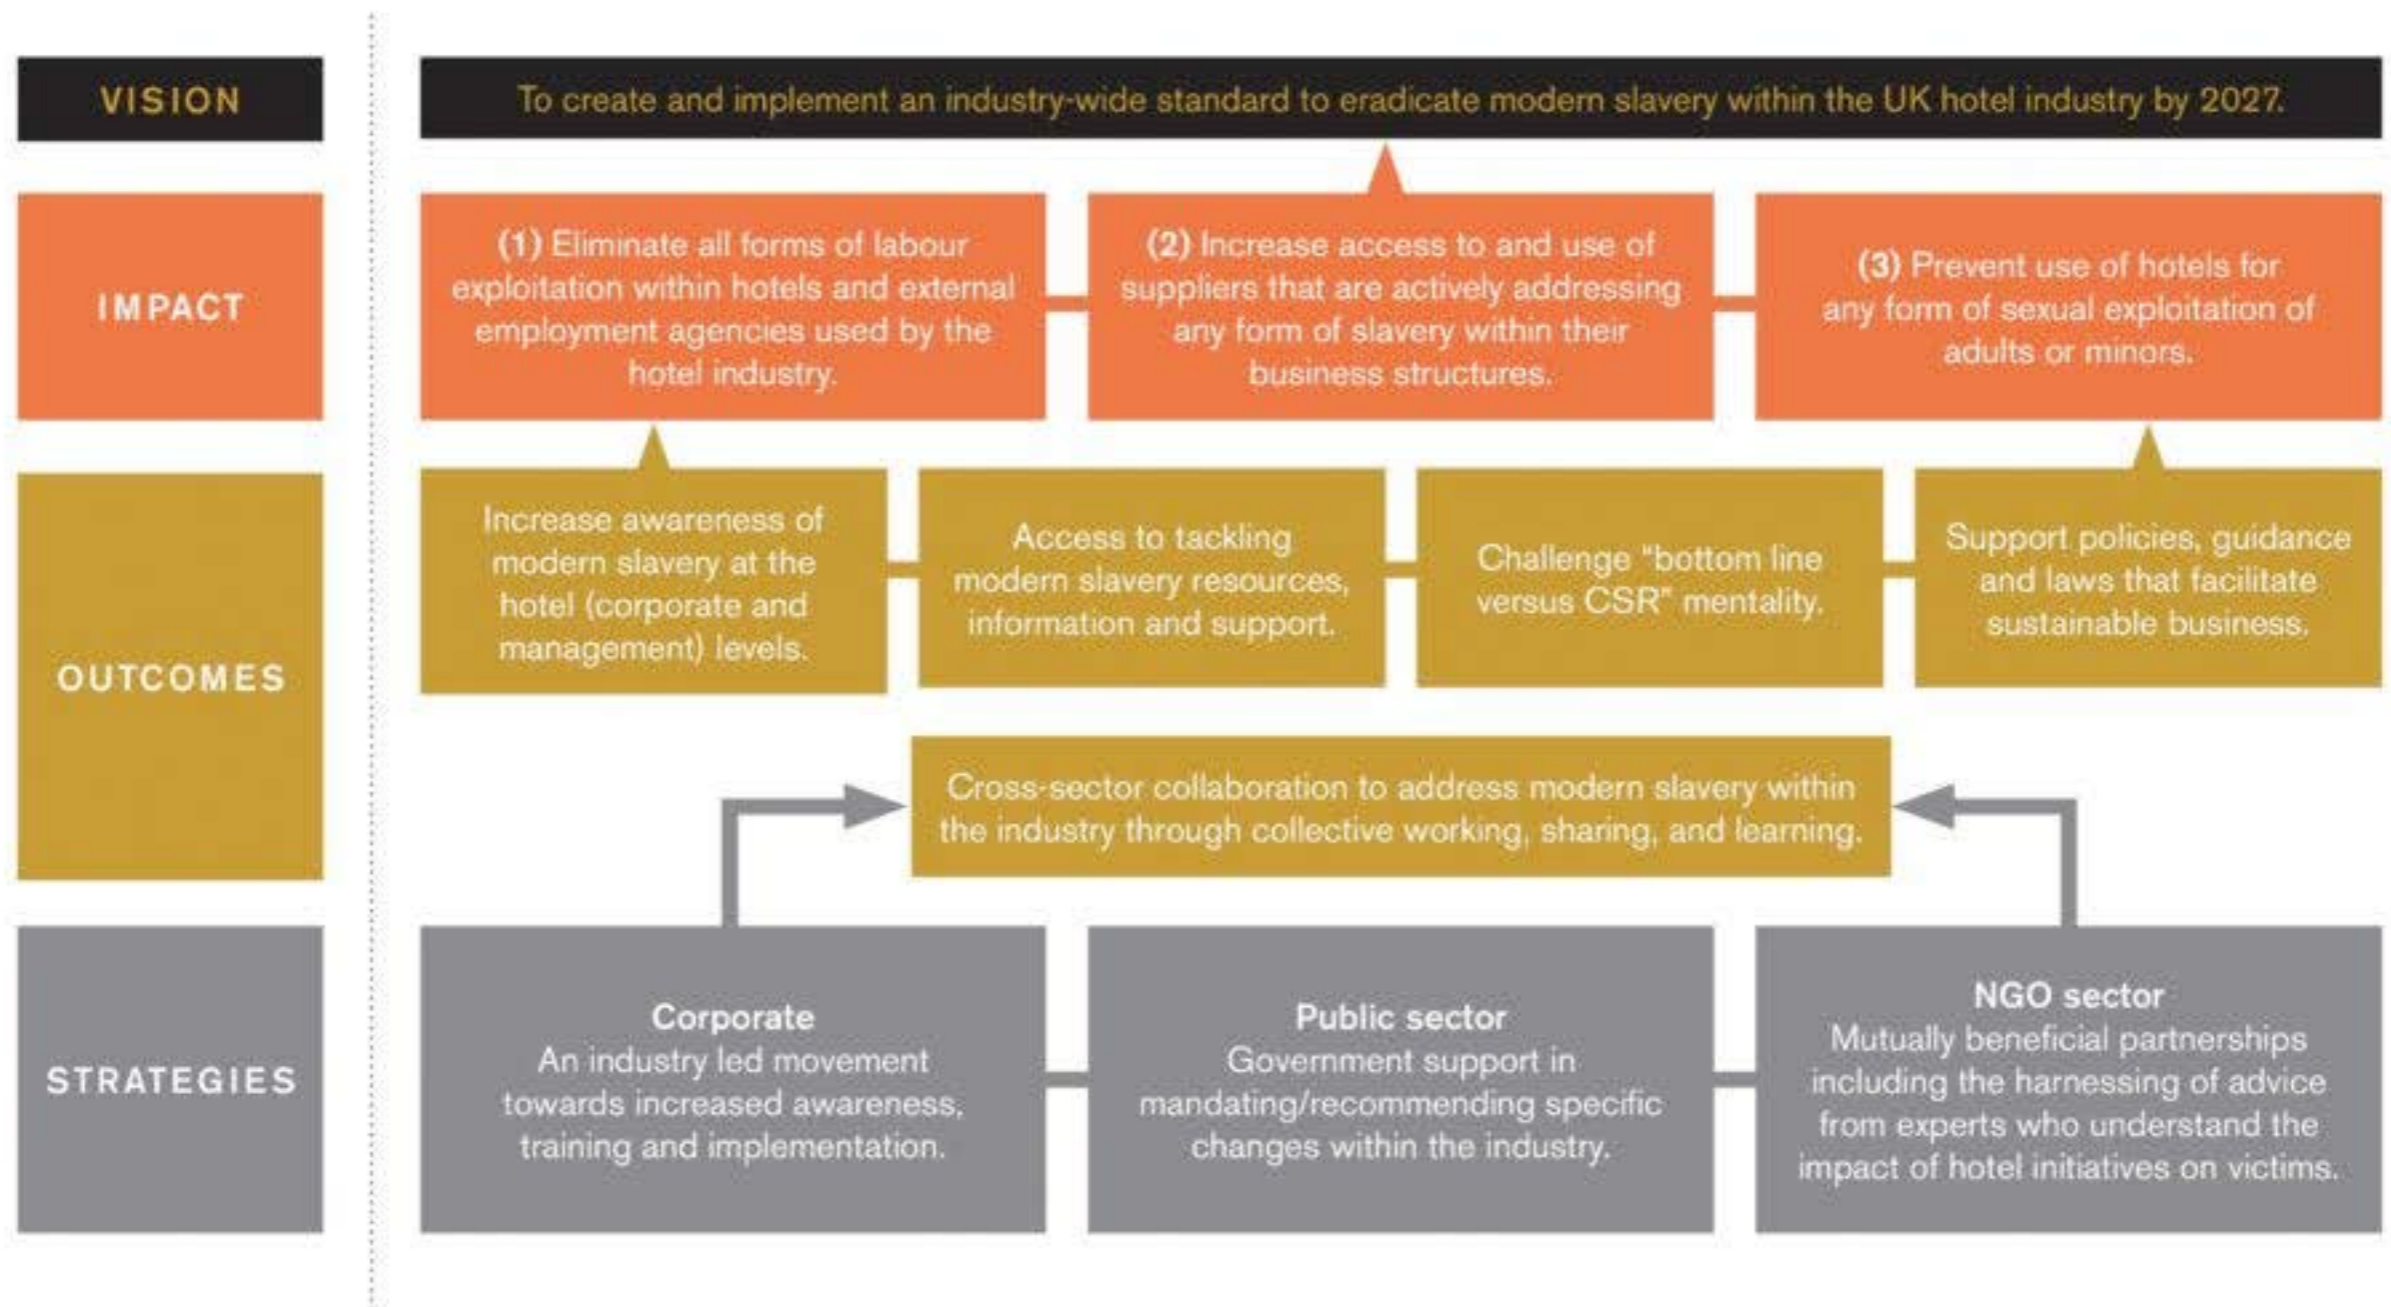 VISION
To create and implement an industry-wide standard to eradicate modern slavery within the UK hotel industry by 2027.
IMPACT
(1) Eliminate all forms of labour
exploitation within hotels and external
employment agencies used by the
hotel industry.
(2) Increase access to and use of
suppliers that are actively addressing
any form of slavery within their
business structures.
(3) Prevent use of hotels for
any form of sexual exploitation of
adults or minors.
OUTCOMES
Increase awareness of
modern slavery at the
hotel (corporate and
management) levels.
Access to tackling
modern slavery resources,
information and support.
Challenge "bottom line
versus CSR" mentality.
Support policies, guidance
and laws that facilitate
sustainable business.
Cross-sector collaboration to address modern slavery within
the industry through collective working, sharing, and learning.
STRATEGIES
Corporate
An industry led movement
towards increased awareness,
training and implementation.
Public sector
Government support in
mandating/recommending specific
changes within the industry.
NGO sector
Mutually beneficial partnerships
including the harnessing of advice
from experts who understand the
impact of hotel initiatives on victims.